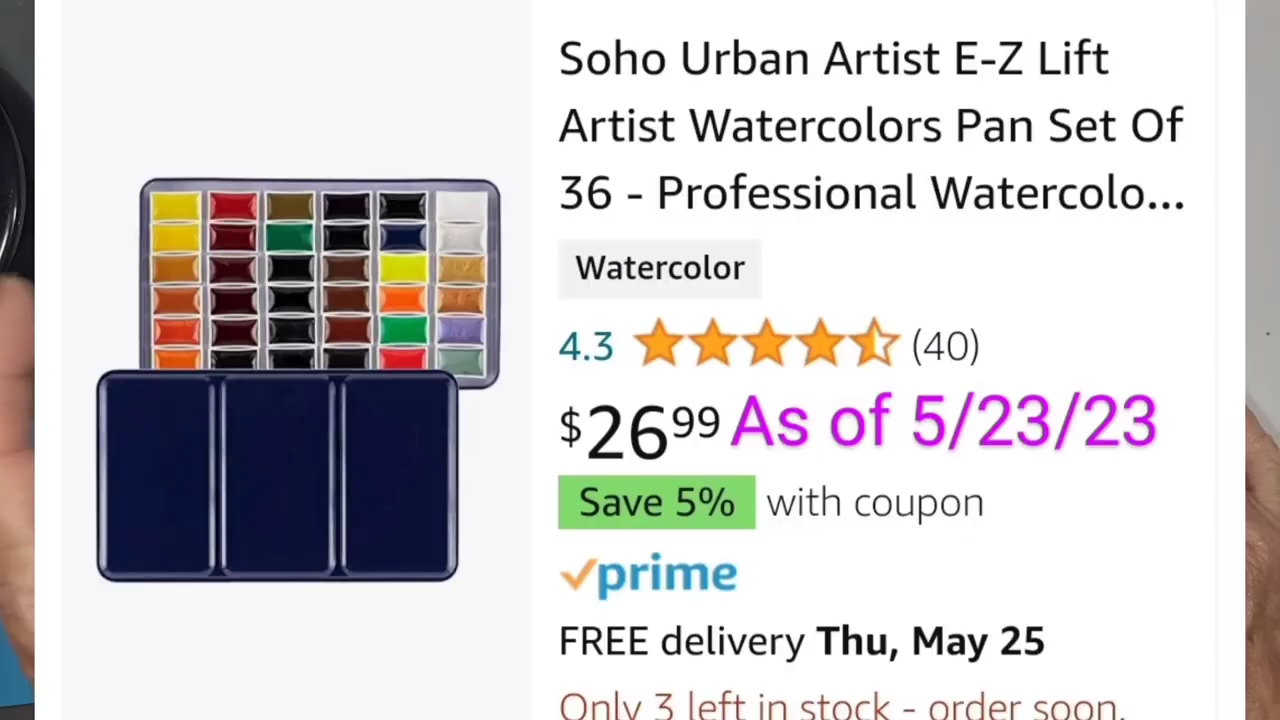 Soho Urban Artist E-Z Lift
Artist Watercolors Pan Set Of
36 - Professional Watercolo...
Watercolor
4.3 (40)
$26.99 As of 5/23/23
Save 5% with coupon
prime
FREE delivery Thu, May 25
Only 3 left in stock - order soon.